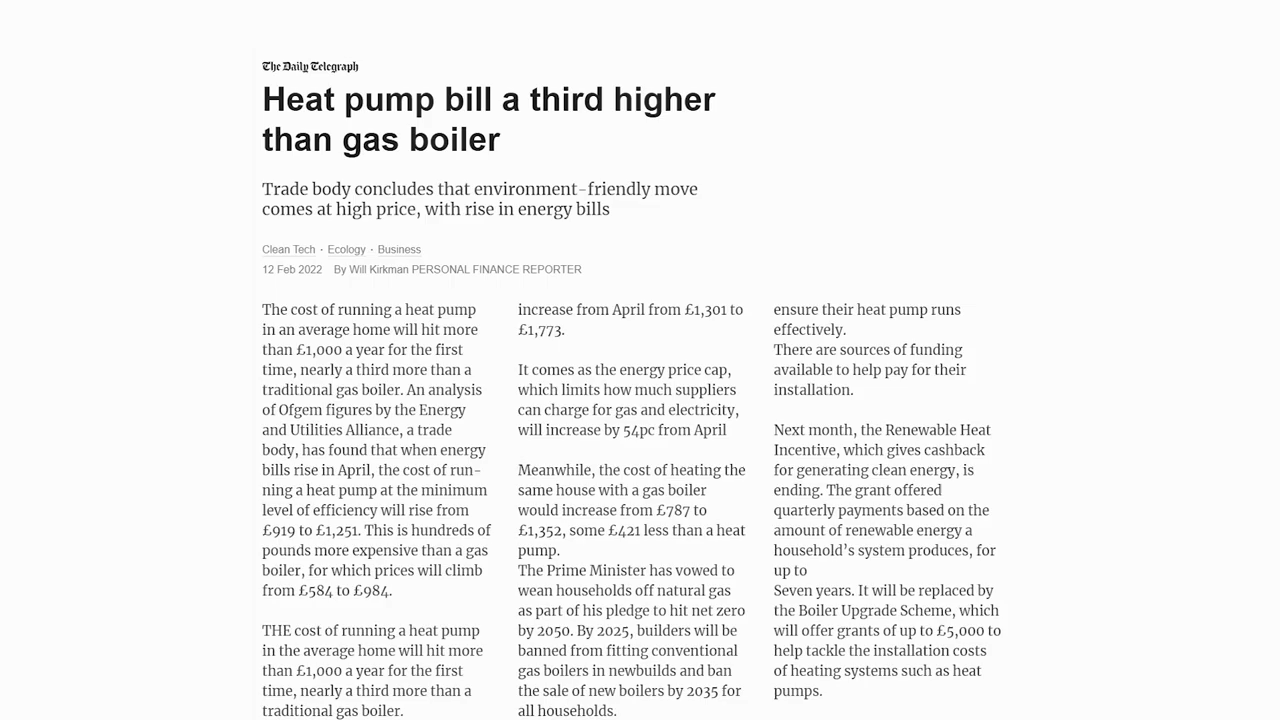 The Daily Telegraph
Heat pump bill a third higher
than gas boiler
Trade body concludes that environment-friendly move
comes at high price, with rise in energy bills
Clean Tech · Ecology · Business
12 Feb 2022 By Will Kirkman PERSONAL FINANCE REPORTER
The cost of running a heat pump
in an average home will hit more
than £1,000 a year for the first
time, nearly a third more than a
traditional gas boiler. An analysis
of Ofgem figures by the Energy
and Utilities Alliance, a trade
body, has found that when energy
bills rise in April, the cost of run-
ning a heat pump at the minimum
level of efficiency will rise from
£919 to £1,251. This is hundreds of
pounds more expensive than a gas
boiler, for which prices will climb
from £584 to £984.
THE cost of running a heat pump
in the average home will hit more
than £1,000 a year for the first
time, nearly a third more than a
traditional gas boiler.
increase from April from £1,301 to
£1,773.
It comes as the energy price cap,
which limits how much suppliers
can charge for gas and electricity,
will increase by 54pc from April
Meanwhile, the cost of heating the
same house with a gas boiler
would increase from £787 to
£1,352, some £421 less than a heat
pump.
The Prime Minister has vowed to
wean households off natural gas
as part of his pledge to hit net zero
by 2050. By 2025, builders will be
banned from fitting conventional
gas boilers in newbuilds and ban
the sale of new boilers by 2035 for
all households.
ensure their heat pump runs
effectively.
There are sources of funding
available to help pay for their
installation.
Next month, the Renewable Heat
Incentive, which gives cashback
for generating clean energy, is
ending. The grant offered
quarterly payments based on the
amount of renewable energy a
household's system produces, for
up to
Seven years. It will be replaced by
the Boiler Upgrade Scheme, which
will offer grants of up to £5,000 to
help tackle the installation costs
of heating systems such as heat
pumps.